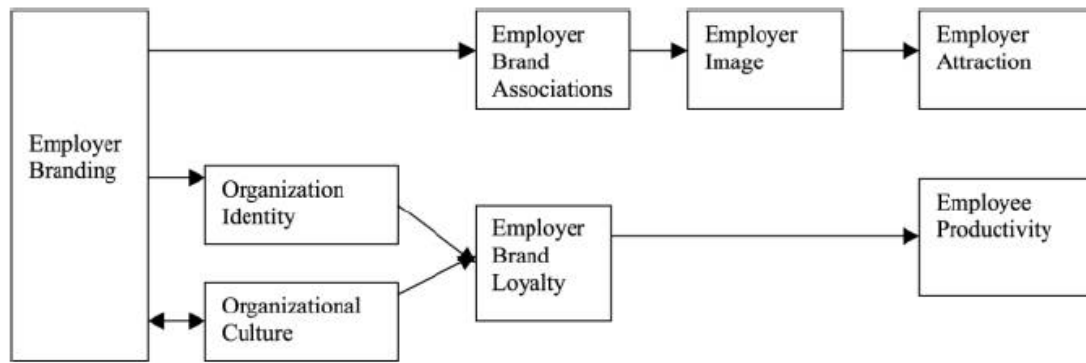 Employer
Branding
Employer
Brand
Associations
Employer
Image
Employer
Attraction
Organization
Identity
Organizational
Culture
Employer
Brand
Loyalty
Employee
Productivity